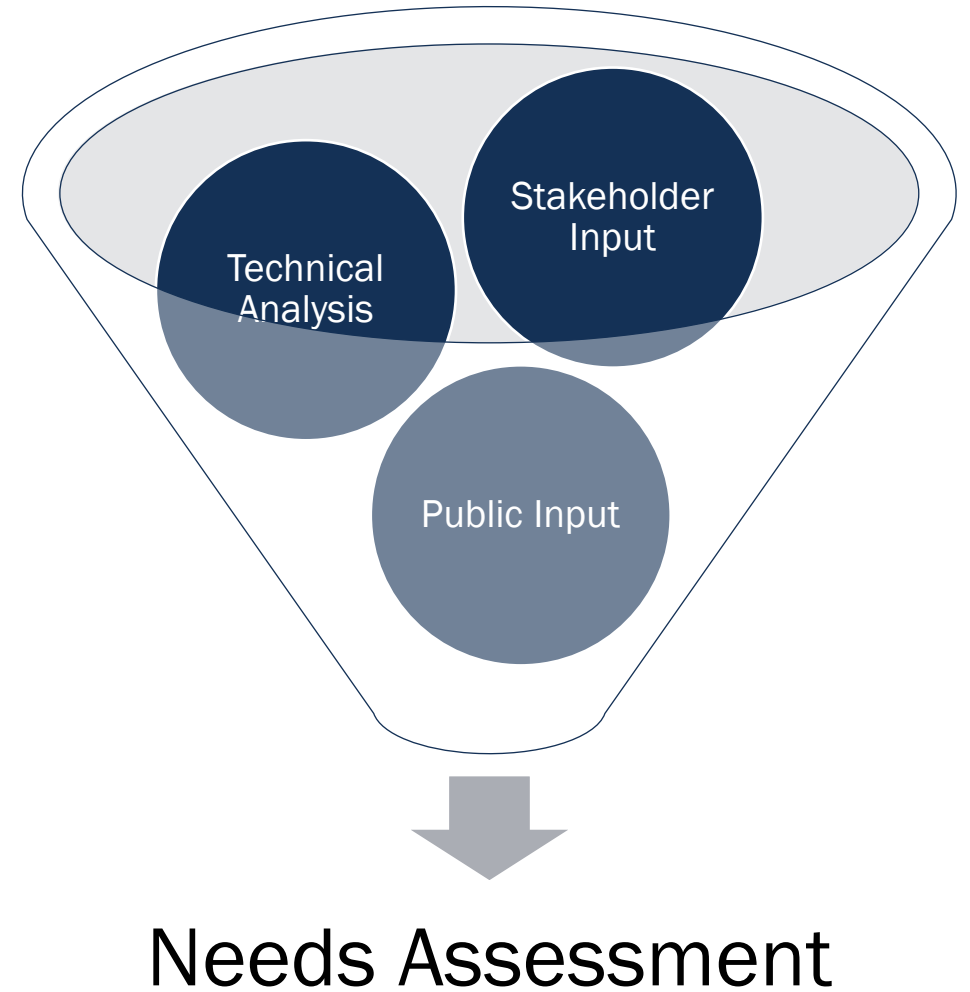 Stakeholder
Input
Technical
Analysis
Public Input
Needs Assessment